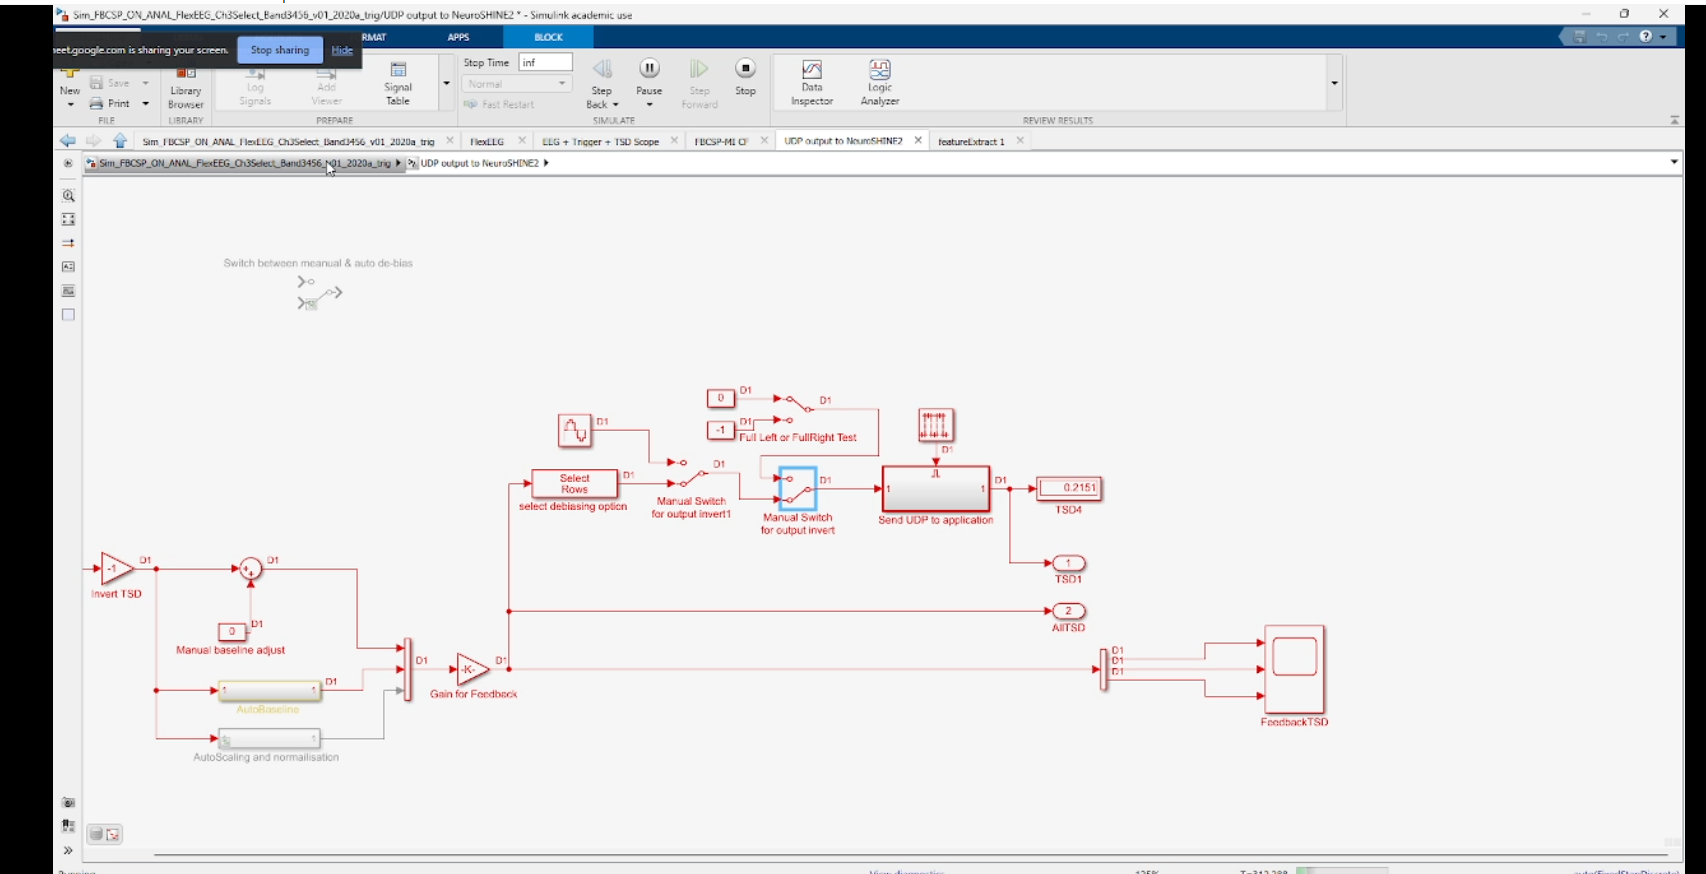 Sim_FBCSP_ON_ANAL_FlexEEG_Ch3Select_Band3456_v01_2020a_trig/UDP output to NeuroSHINE2 * - Simulink academic use
RMAT APPS BLOCK
eet.google.com is sharing your screen. Stop sharing Hide
New
Save
Print
FILE
Library Browser
LIBRARY
Log Signals
Add Viewer
Signal Table
PREPARE
Stop Time inf
Normal
Fast Restart
Step Back
Pause
Step Forward
Stop
SIMULATE
Data Inspector
Logic Analyzer
REVIEW RESULTS
Sim_FBCSP_ON_ANAL_FlexEEG_Ch3Select_Band3456_v01_2020a_trig FlexEEG EEG + Trigger + TSD Scope FBCSP-MI CF UDP output to NeuroSHINE2 featureExtract 1
Sim_FBCSP_ON_ANAL_FlexEEG_Ch3Select_Band3456_v01_2020a_trig UDP output to NeuroSHINE2
Switch between meanual & auto de-bias
0 D1 D1
-1 D1
Full Left or FullRight Test
D1
D1
Select Rows
D1
select debiasing option
D1
Manual Switch
for output invert1
D1
Manual Switch
for output invert
1 1
D1
Send UDP to application
0.2151
TSD4
1
TSD1
2
AllTSD
-1
D1
Invert TSD
D1
0
D1
Manual baseline adjust
1 1
D1
AutoBaseline
1
AutoScaling and normailisation
D1
-K-
D1
Gain for Feedback
D1
D1
D1
FeedbackTSD
Running
View diagnostics
125%
T=312.288
auto(FixedStepDiscrete)